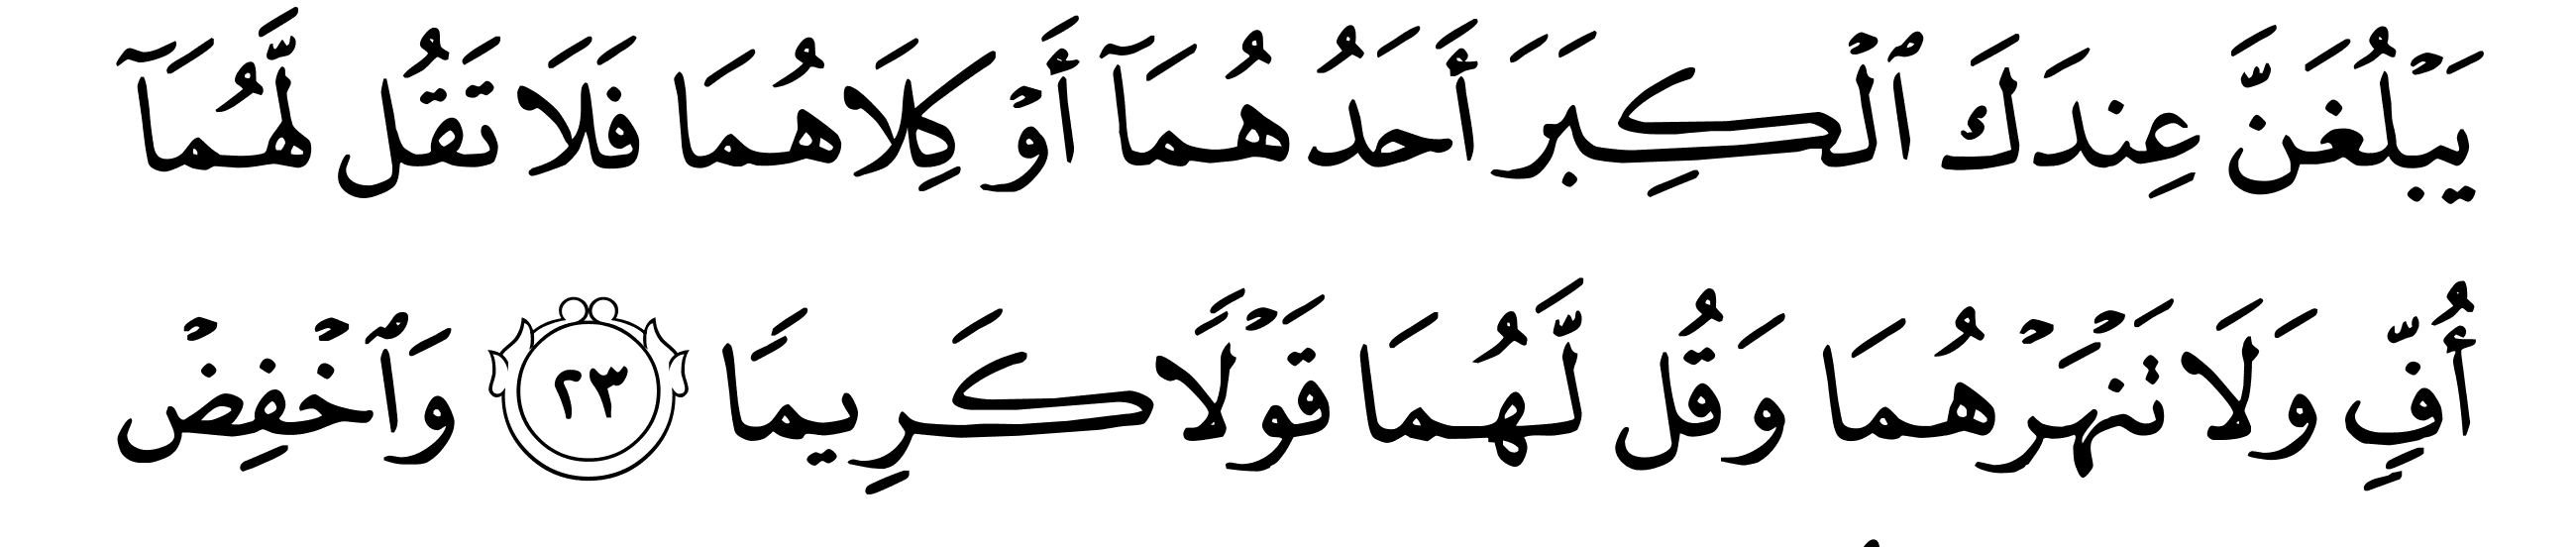 يَبۡلُغَنَّ عِندَكَ ٱلۡكِبَرَ أَحَدُهُمَآ أَوۡ كِلَاهُمَا فَلَا تَقُل لَّهُمَآ
أُفّٖ وَلَا تَنۡهَرۡهُمَا وَقُل لَّهُمَا قَوۡلٗا كَرِيمٗا ٢٣ وَٱخۡفِضۡ